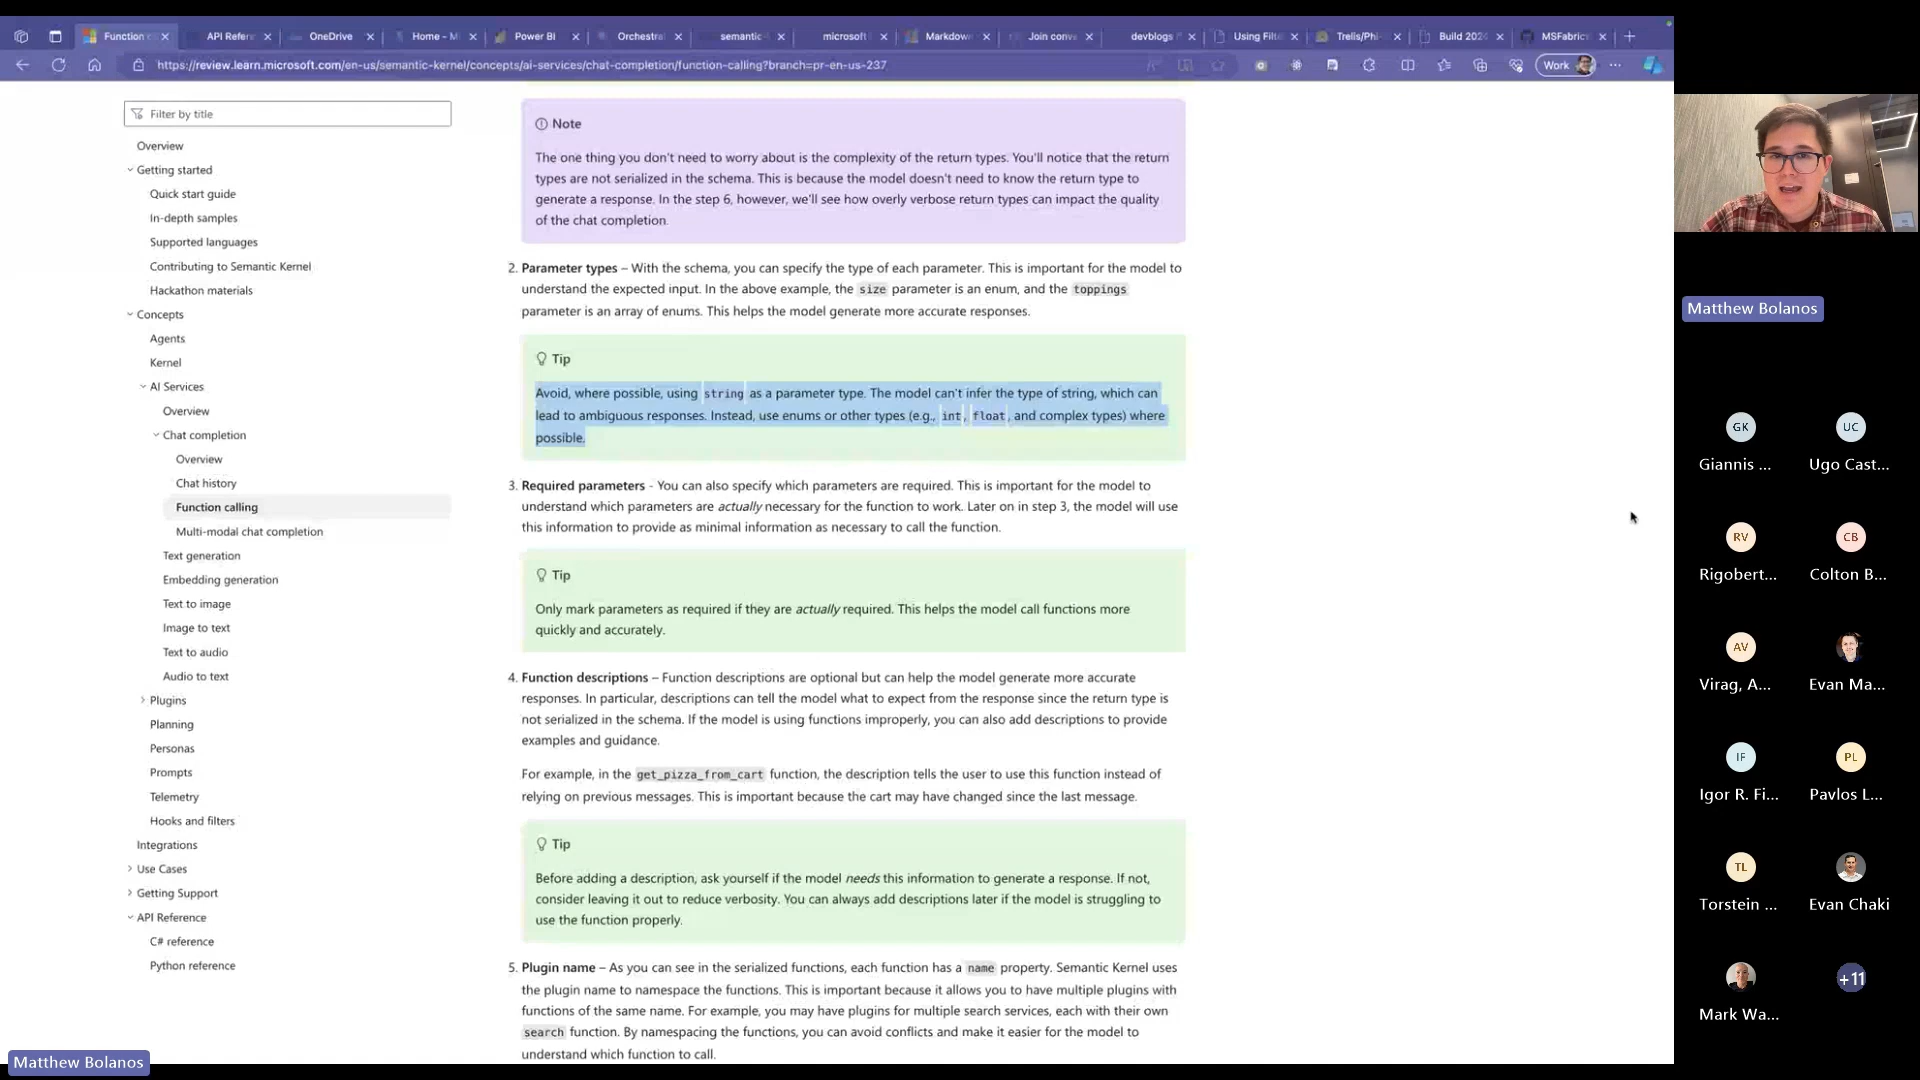 Function c
API Refere
OneDrive
Home - M
Power BI
Orchestra
semantic-
microsoft
Markdow
Join conv
devblogs
Using Filt
Trelis/Phi-
Build 202
MSFabric
https://review.learn.microsoft.com/en-us/semantic-kernel/concepts/ai-services/chat-completion/function-calling?branch=pr-en-us-237
Work
Filter by title
Overview
Getting started
Quick start guide
In-depth samples
Supported languages
Contributing to Semantic Kernel
Hackathon materials
Concepts
Agents
Kernel
AI Services
Overview
Chat completion
Overview
Chat history
Function calling
Multi-modal chat completion
Text generation
Embedding generation
Text to image
Image to text
Text to audio
Audio to text
Plugins
Planning
Personas
Prompts
Telemetry
Hooks and filters
Integrations
Use Cases
Getting Support
API Reference
C# reference
Python reference
Note
The one thing you don't need to worry about is the complexity of the return types. You'll notice that the return
types are not serialized in the schema. This is because the model doesn't need to know the return type to
generate a response. In the step 6, however, we'll see how overly verbose return types can impact the quality
of the chat completion.
2. Parameter types – With the schema, you can specify the type of each parameter. This is important for the model to
understand the expected input. In the above example, the size parameter is an enum, and the toppings
parameter is an array of enums. This helps the model generate more accurate responses.
Tip
Avoid, where possible, using string as a parameter type. The model can't infer the type of string, which can
lead to ambiguous responses. Instead, use enums or other types (e.g., int, float, and complex types) where
possible.
3. Required parameters - You can also specify which parameters are required. This is important for the model to
understand which parameters are actually necessary for the function to work. Later on in step 3, the model will use
this information to provide as minimal information as necessary to call the function.
Tip
Only mark parameters as required if they are actually required. This helps the model call functions more
quickly and accurately.
4. Function descriptions – Function descriptions are optional but can help the model generate more accurate
responses. In particular, descriptions can tell the model what to expect from the response since the return type is
not serialized in the schema. If the model is using functions improperly, you can also add descriptions to provide
examples and guidance.
For example, in the get_pizza_from_cart function, the description tells the user to use this function instead of
relying on previous messages. This is important because the cart may have changed since the last message.
Tip
Before adding a description, ask yourself if the model needs this information to generate a response. If not,
consider leaving it out to reduce verbosity. You can always add descriptions later if the model is struggling to
use the function properly.
5. Plugin name – As you can see in the serialized functions, each function has a name property. Semantic Kernel uses
the plugin name to namespace the functions. This is important because it allows you to have multiple plugins with
functions of the same name. For example, you may have plugins for multiple search services, each with their own
search function. By namespacing the functions, you can avoid conflicts and make it easier for the model to
understand which function to call.
Matthew Bolanos
Matthew Bolanos
GK
Giannis ...
UC
Ugo Cast...
RV
Rigobert...
CB
Colton B...
AV
Virag, A...
Evan Ma...
IF
Igor R. Fi...
PL
Pavlos L...
TL
Torstein ...
Evan Chaki
Mark Wa...
+11